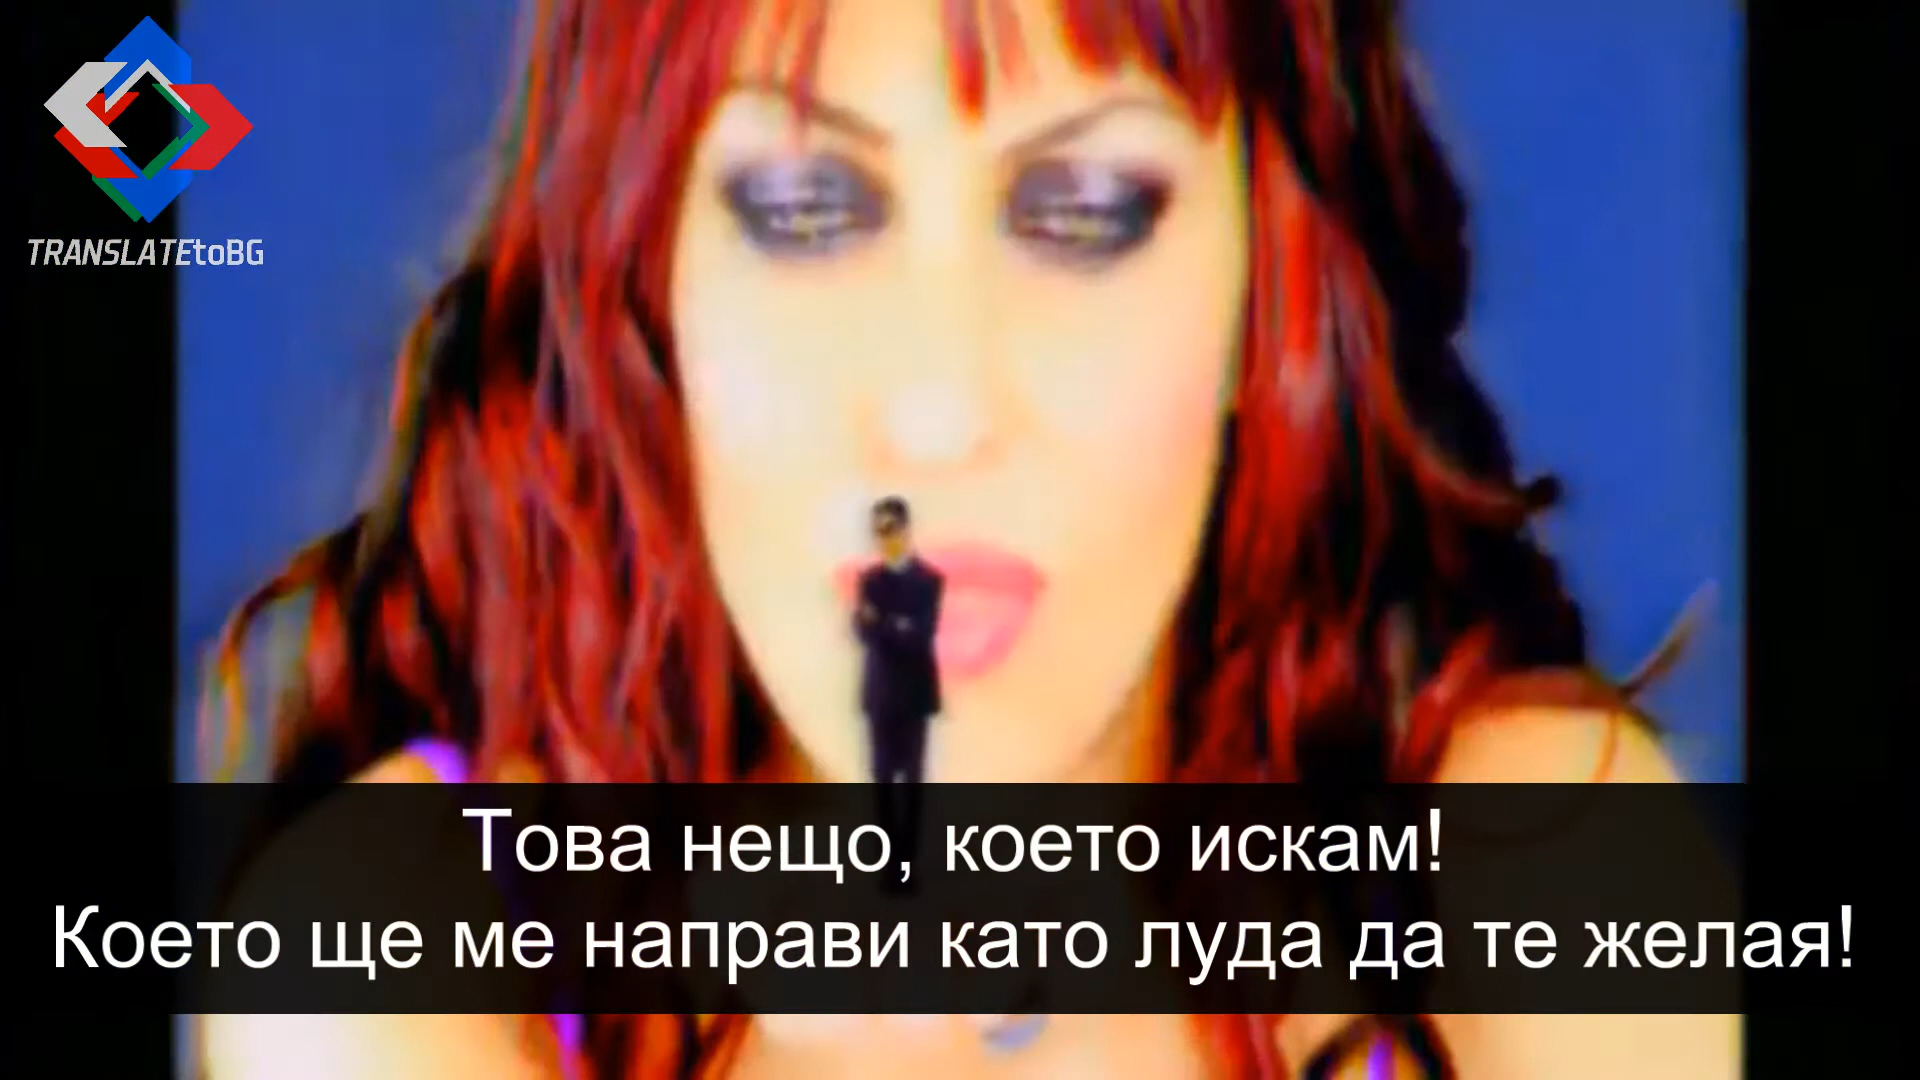 TRANSLATEtoBG
Това нещо, което искам!
Което ще ме направи като луда да те желая!